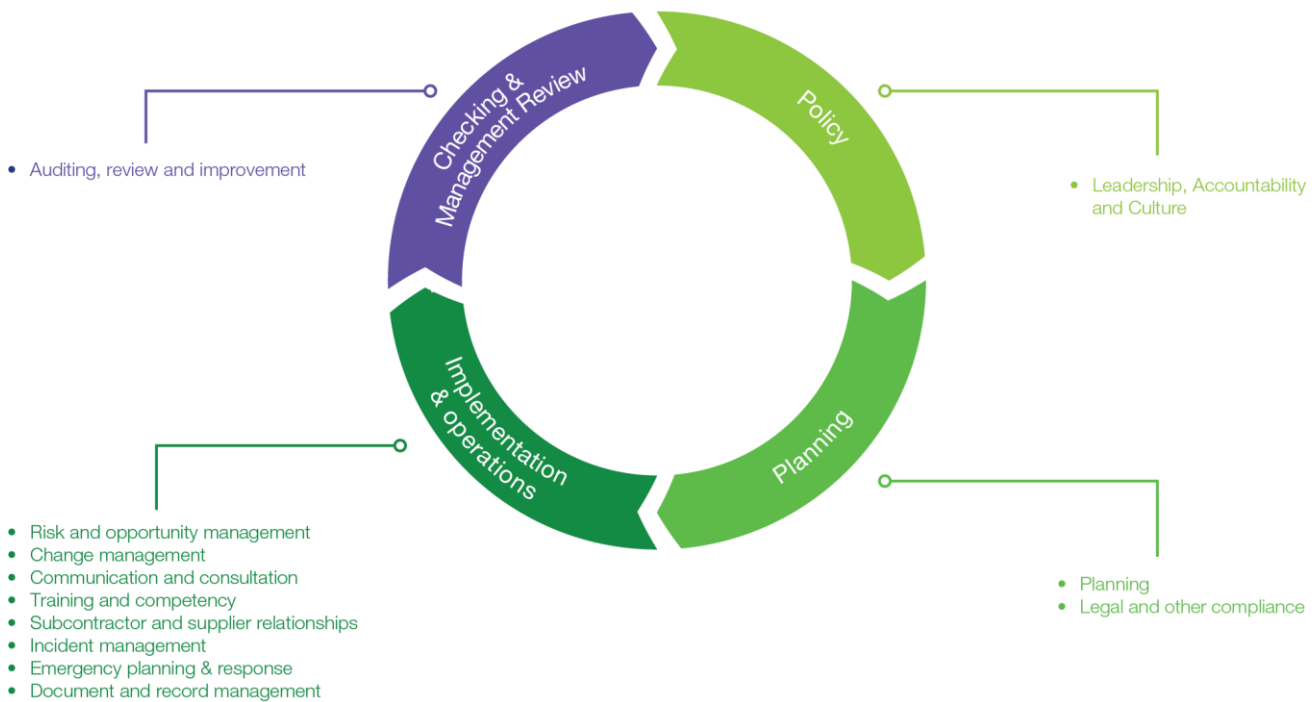 Checking &
Management Review
Policy
• Auditing, review and improvement
• Leadership, Accountability
and Culture
Implementation
& operations
Planning
• Risk and opportunity management
• Change management
• Communication and consultation
• Training and competency
• Subcontractor and supplier relationships
• Incident management
• Emergency planning & response
• Document and record management
• Planning
• Legal and other compliance